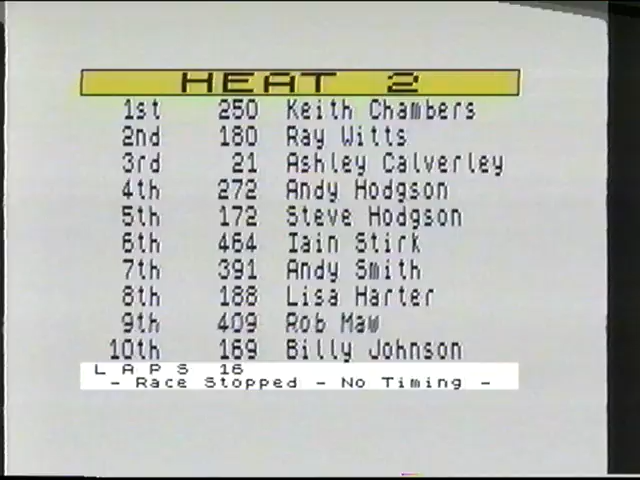 HEAT 2
1st 250 Keith Chambers
2nd 180 Ray Witts
3rd 21 Ashley Calverley
4th 272 Andy Hodgson
5th 172 Steve Hodgson
6th 464 Iain Stirk
7th 391 Andy Smith
8th 188 Lisa Harter
9th 409 Rob Maw
10th 169 Billy Johnson
L A P S 16
- Race Stopped - No Timing -